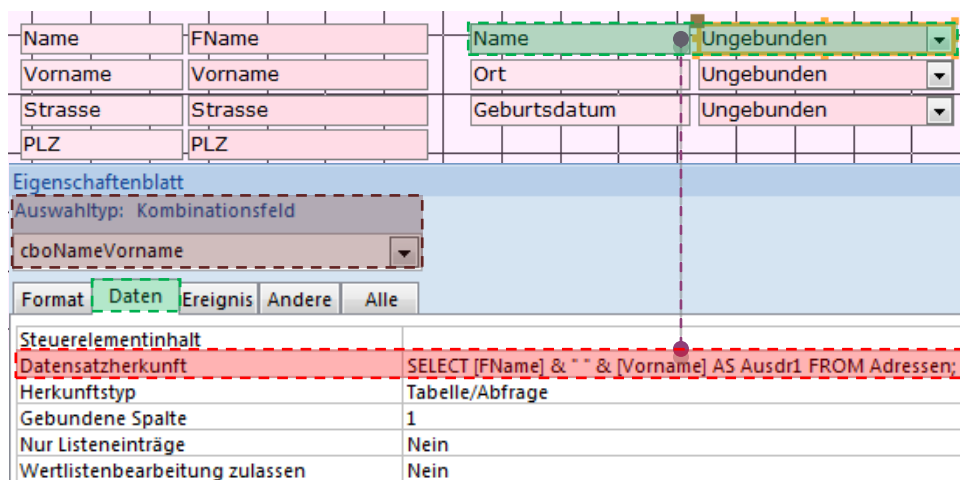 Name FName Name Ungebunden
Vorname Vorname Ort Ungebunden
Strasse Strasse Geburtsdatum Ungebunden
PLZ PLZ
Eigenschaftenblatt
Auswahltyp: Kombinationsfeld
cboNameVorname
Format Daten Ereignis Andere Alle
Steuerelementinhalt
Datensatzherkunft SELECT [FName] & " " & [Vorname] AS Ausdr1 FROM Adressen;
Herkunftstyp Tabelle/Abfrage
Gebundene Spalte 1
Nur Listeneinträge Nein
Wertlistenbearbeitung zulassen Nein